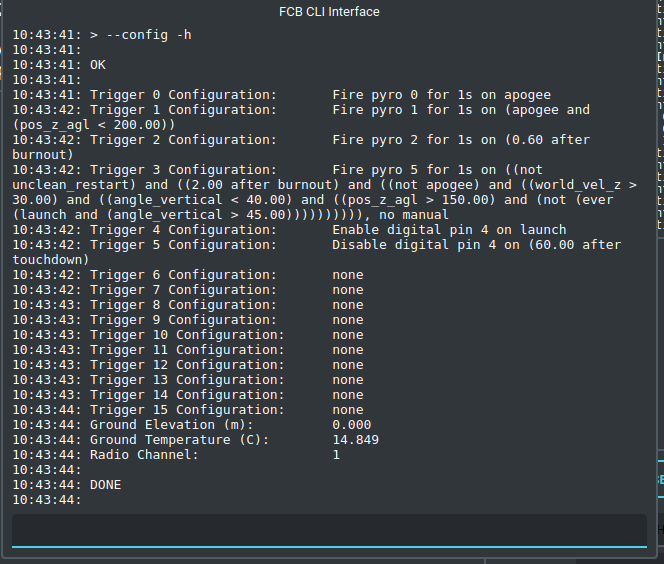 FCB CLI Interface
10:43:41: > --config -h
10:43:41:
10:43:41: OK
10:43:41:
10:43:41: Trigger 0 Configuration: Fire pyro 0 for 1s on apogee
10:43:42: Trigger 1 Configuration: Fire pyro 1 for 1s on (apogee and
(pos_z_agl < 200.00))
10:43:42: Trigger 2 Configuration: Fire pyro 2 for 1s on (0.60 after
burnout)
10:43:42: Trigger 3 Configuration: Fire pyro 5 for 1s on ((not
unclean_restart) and ((2.00 after burnout) and ((not apogee) and ((world_vel_z >
30.00) and ((angle_vertical < 40.00) and ((pos_z_agl > 150.00) and (not (ever
(launch and (angle_vertical > 45.00)))))))))), no manual
10:43:42: Trigger 4 Configuration: Enable digital pin 4 on launch
10:43:42: Trigger 5 Configuration: Disable digital pin 4 on (60.00 after
touchdown)
10:43:42: Trigger 6 Configuration: none
10:43:42: Trigger 7 Configuration: none
10:43:43: Trigger 8 Configuration: none
10:43:43: Trigger 9 Configuration: none
10:43:43: Trigger 10 Configuration: none
10:43:43: Trigger 11 Configuration: none
10:43:43: Trigger 12 Configuration: none
10:43:43: Trigger 13 Configuration: none
10:43:43: Trigger 14 Configuration: none
10:43:44: Trigger 15 Configuration: none
10:43:44: Ground Elevation (m): 0.000
10:43:44: Ground Temperature (C): 14.849
10:43:44: Radio Channel: 1
10:43:44:
10:43:44: DONE
10:43:44: